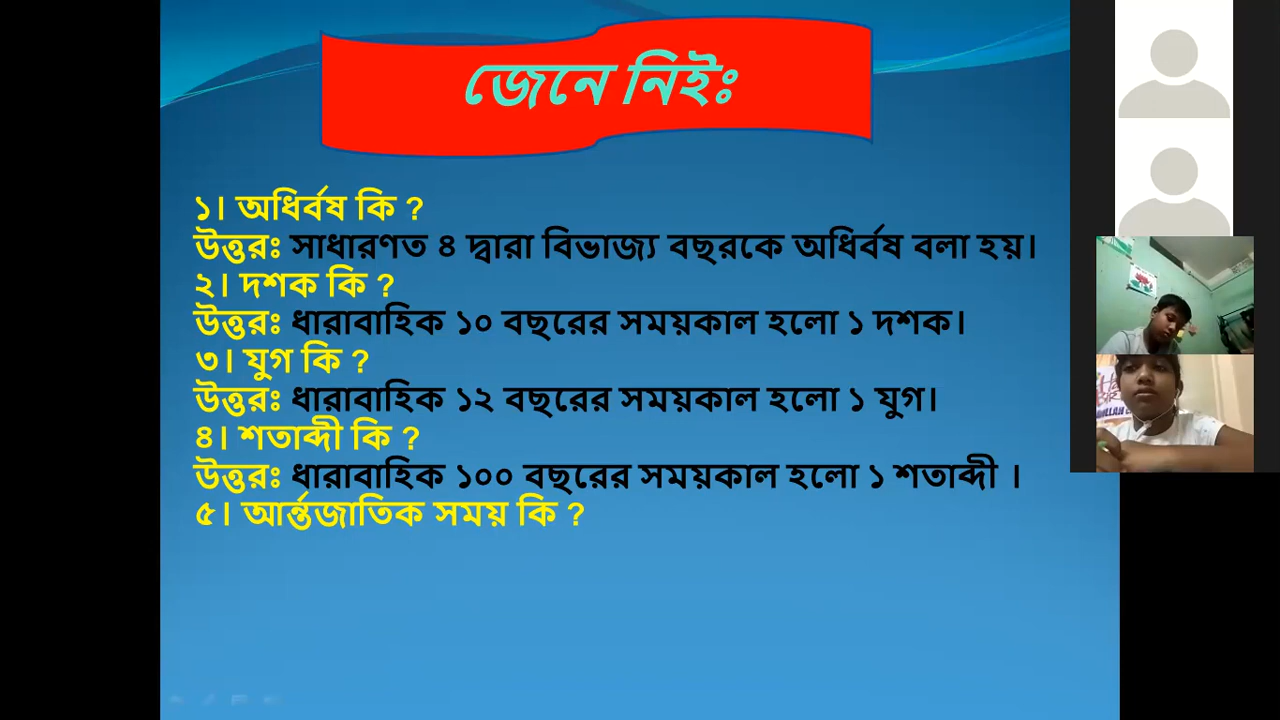 জেনে নিইঃ
১। অধির্বষ কি ?
উত্তরঃ সাধারণত ৪ দ্বারা বিভাজ্য বছরকে অধির্বষ বলা হয়।
২। দশক কি ?
উত্তরঃ ধারাবাহিক ১০ বছরের সময়কাল হলো ১ দশক।
৩। যুগ কি ?
উত্তরঃ ধারাবাহিক ১২ বছরের সময়কাল হলো ১ যুগ।
৪। শতাব্দী কি ?
উত্তরঃ ধারাবাহিক ১০০ বছরের সময়কাল হলো ১ শতাব্দী ।
৫। আর্ন্তজাতিক সময় কি ?